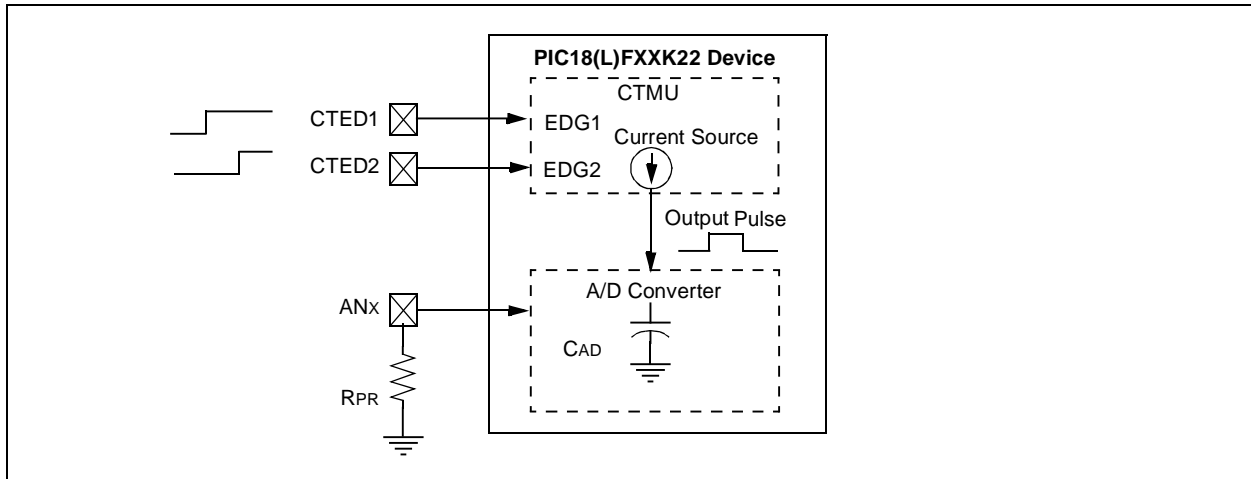 PIC18(L)FXXK22 Device
CTMU
CTED1
EDG1
Current Source
CTED2
EDG2
Output Pulse
A/D Converter
ANX
CAD
RPR